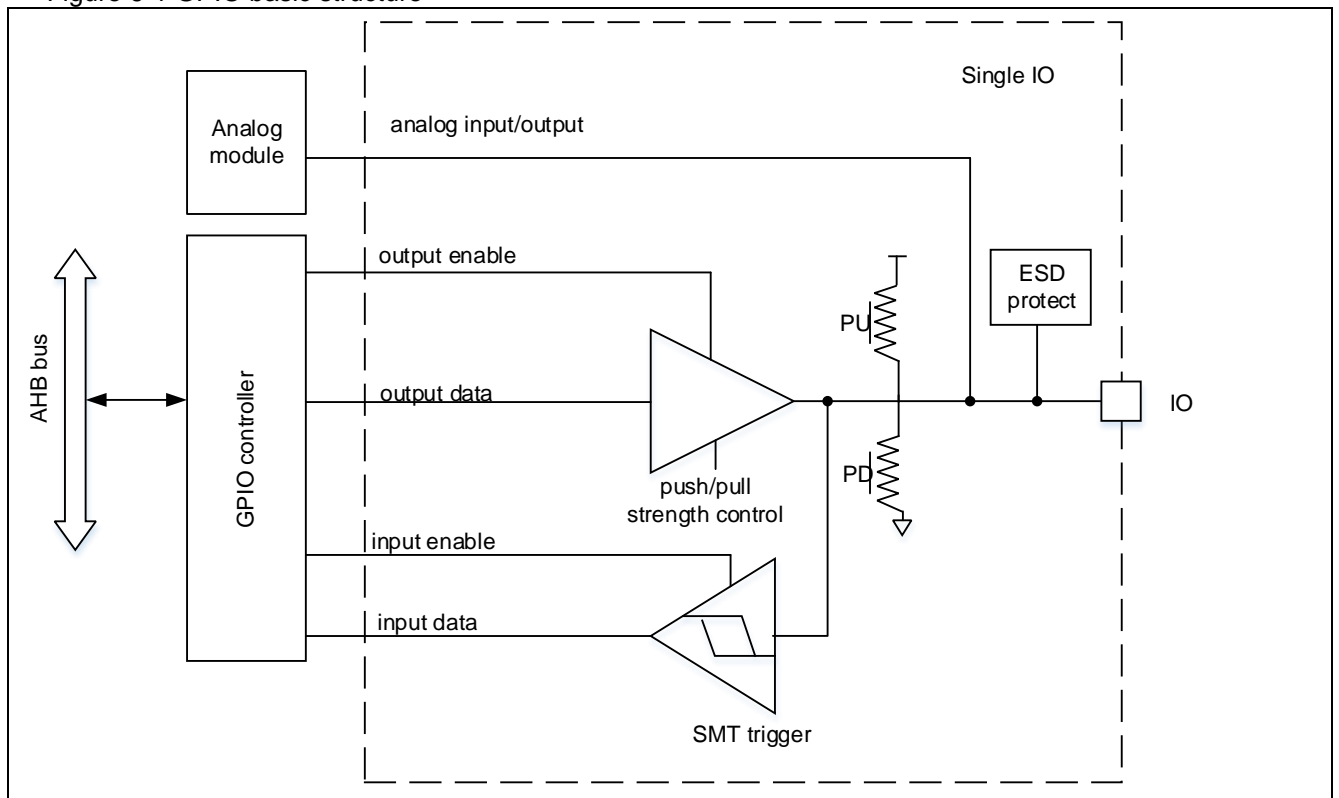 Single IO
Analog
module
analog input/output
output enable
ESD
protect
PU
AHB bus
GPIO controller
output data
IO
PD
push/pull
strength control
input enable
input data
SMT trigger